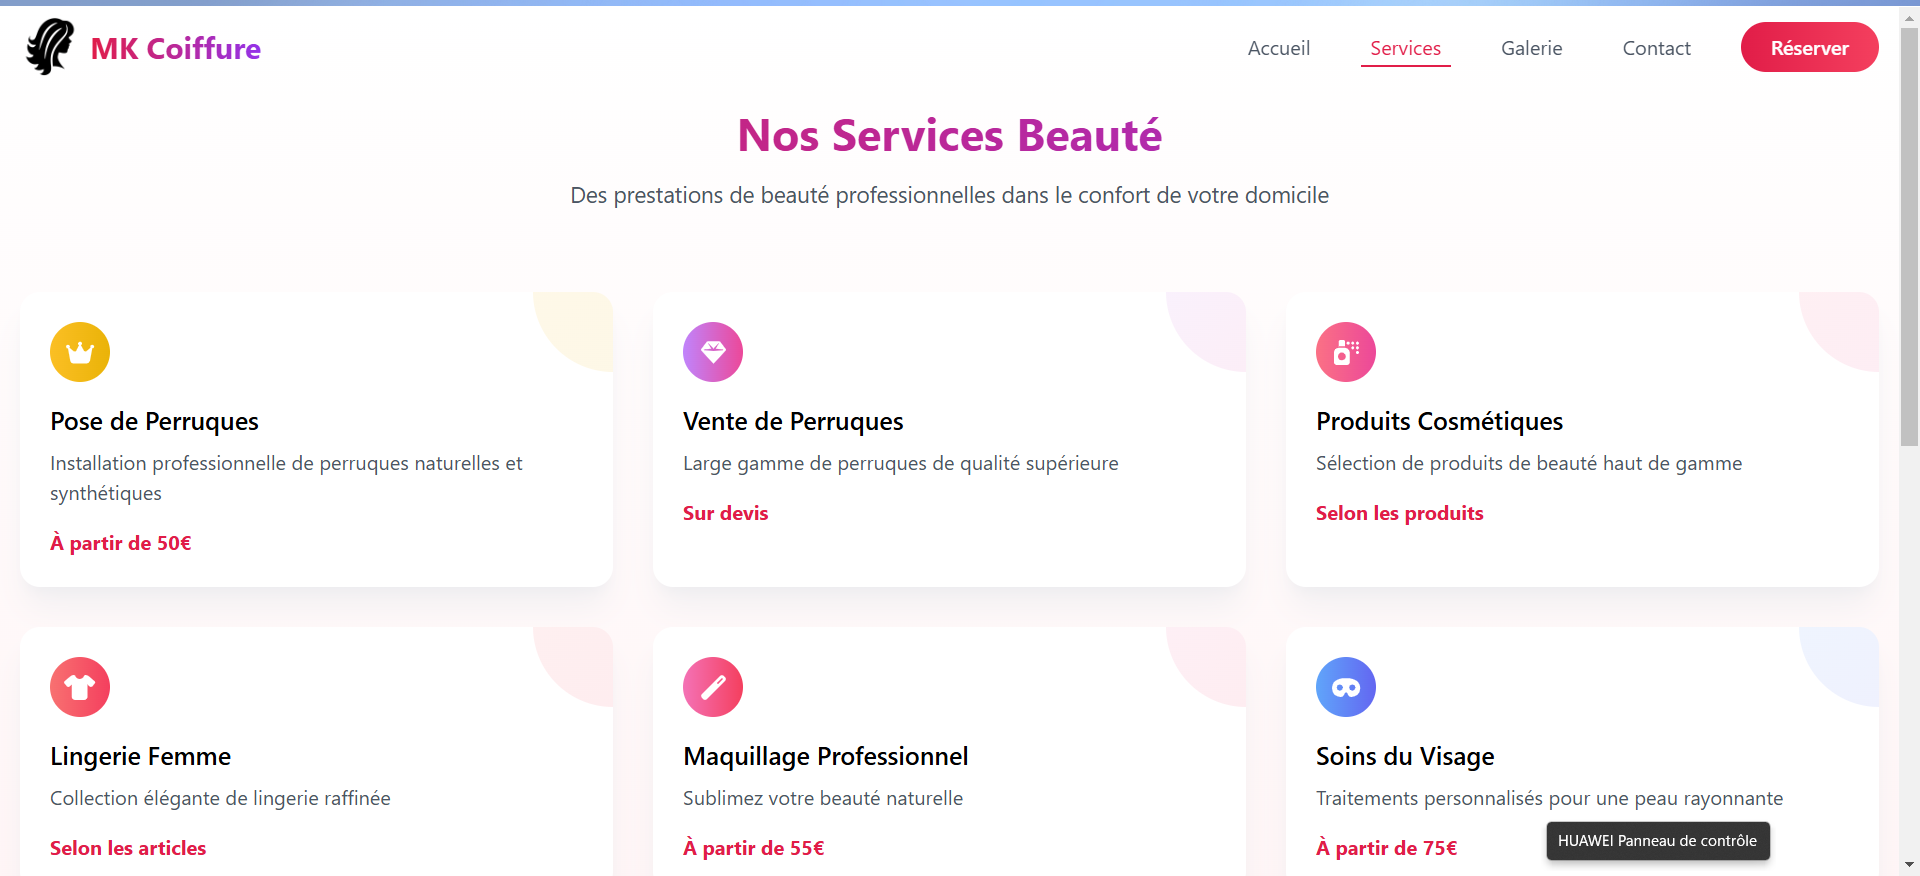 MK Coiffure
Accueil
Services
Galerie
Contact
Réserver
Nos Services Beauté
Des prestations de beauté professionnelles dans le confort de votre domicile
Pose de Perruques
Installation professionnelle de perruques naturelles et
synthétiques
À partir de 50€
Vente de Perruques
Large gamme de perruques de qualité supérieure
Sur devis
Produits Cosmétiques
Sélection de produits de beauté haut de gamme
Selon les produits
Lingerie Femme
Collection élégante de lingerie raffinée
Selon les articles
Maquillage Professionnel
Sublimez votre beauté naturelle
À partir de 55€
Soins du Visage
Traitements personnalisés pour une peau rayonnante
À partir de 75€
HUAWEI Panneau de contrôle